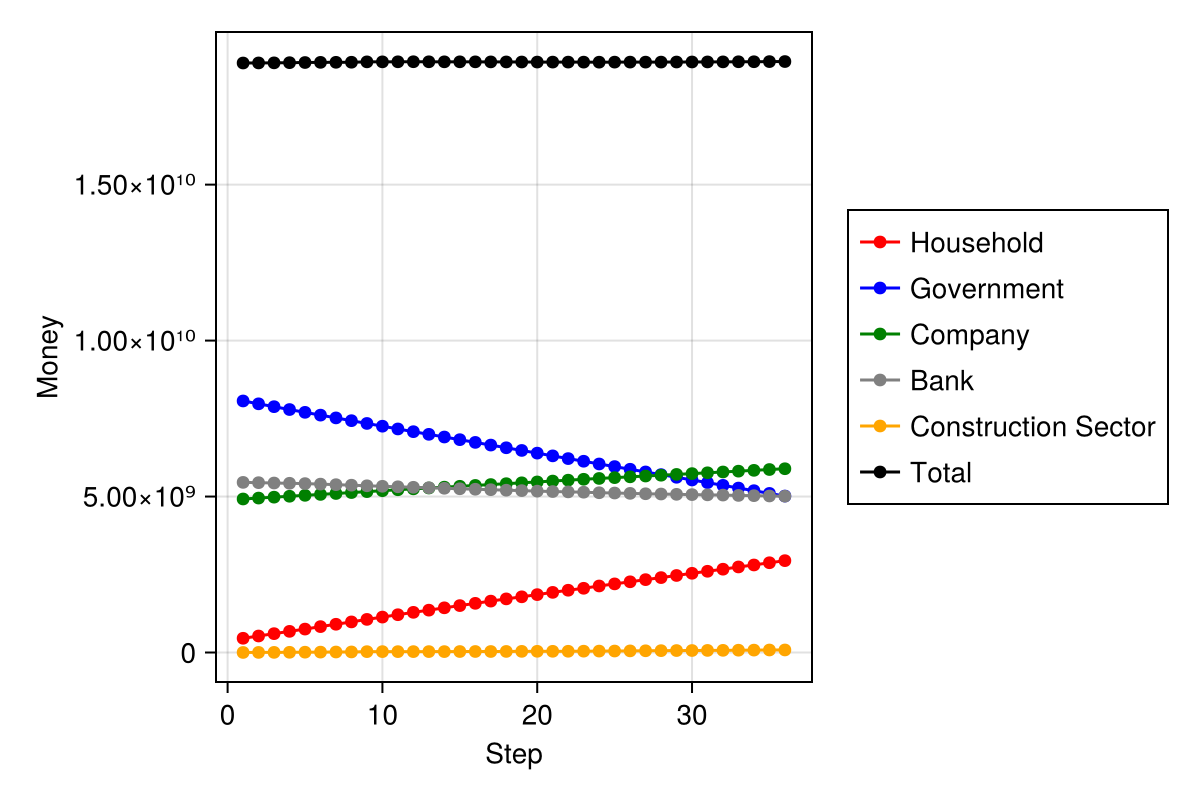 Money
1.50×10¹⁰
1.00×10¹⁰
5.00×10⁹
0
0 10 20 30
Step
Household
Government
Company
Bank
Construction Sector
Total